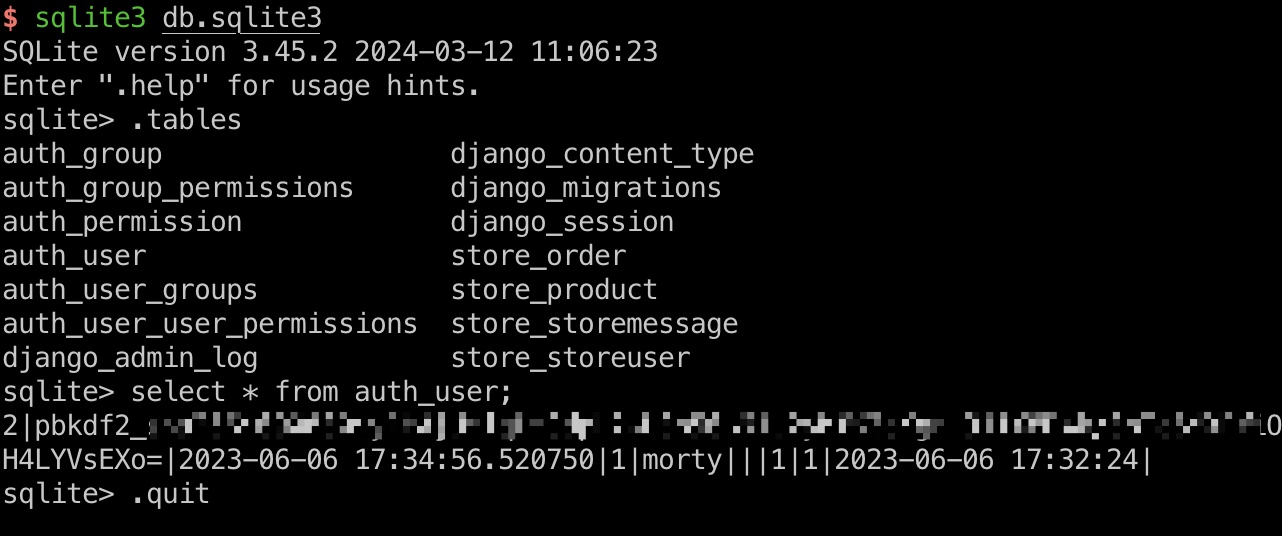 $ sqlite3 db.sqlite3
SQLite version 3.45.2 2024-03-12 11:06:23
Enter ".help" for usage hints.
sqlite> .tables
auth_group                  django_content_type
auth_group_permissions      django_migrations
auth_permission             django_session
auth_user                   store_order
auth_user_groups            store_product
auth_user_user_permissions  store_storemessage
django_admin_log            store_storeuser
sqlite> select * from auth_user;
2|pbkdf2_
H4LYVsEXo=|2023-06-06 17:34:56.520750|1|morty|||1|1|2023-06-06 17:32:24|
sqlite> .quit